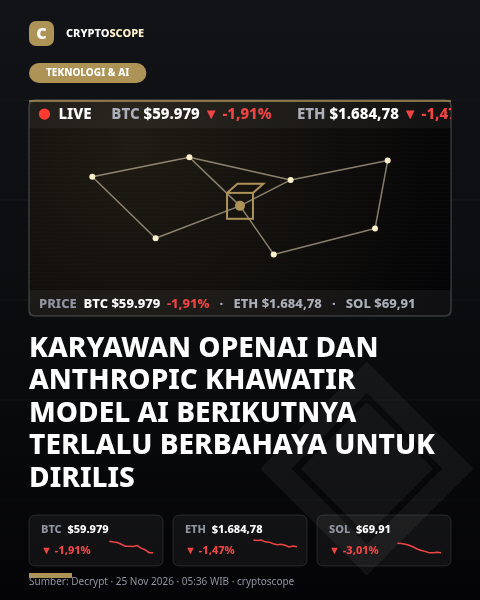 C CRYPTOSCOPE
TEKNOLOGI & AI
LIVE BTC $59.979 ▼ -1,91% ETH $1.684,78 ▼ -1,47
PRICE BTC $59.979 -1,91% · ETH $1.684,78 · SOL $69,91
KARYAWAN OPENAI DAN
ANTHROPIC KHAWATIR
MODEL AI BERIKUTNYA
TERLALU BERBAHAYA UNTUK
DIRILIS
BTC $59.979 ETH $1.684,78 SOL $69,91
▼ -1,91% ▼ -1,47% ▼ -3,01%
Sumber: Decrypt · 25 Nov 2026 · 05:36 WIB · cryptoscope